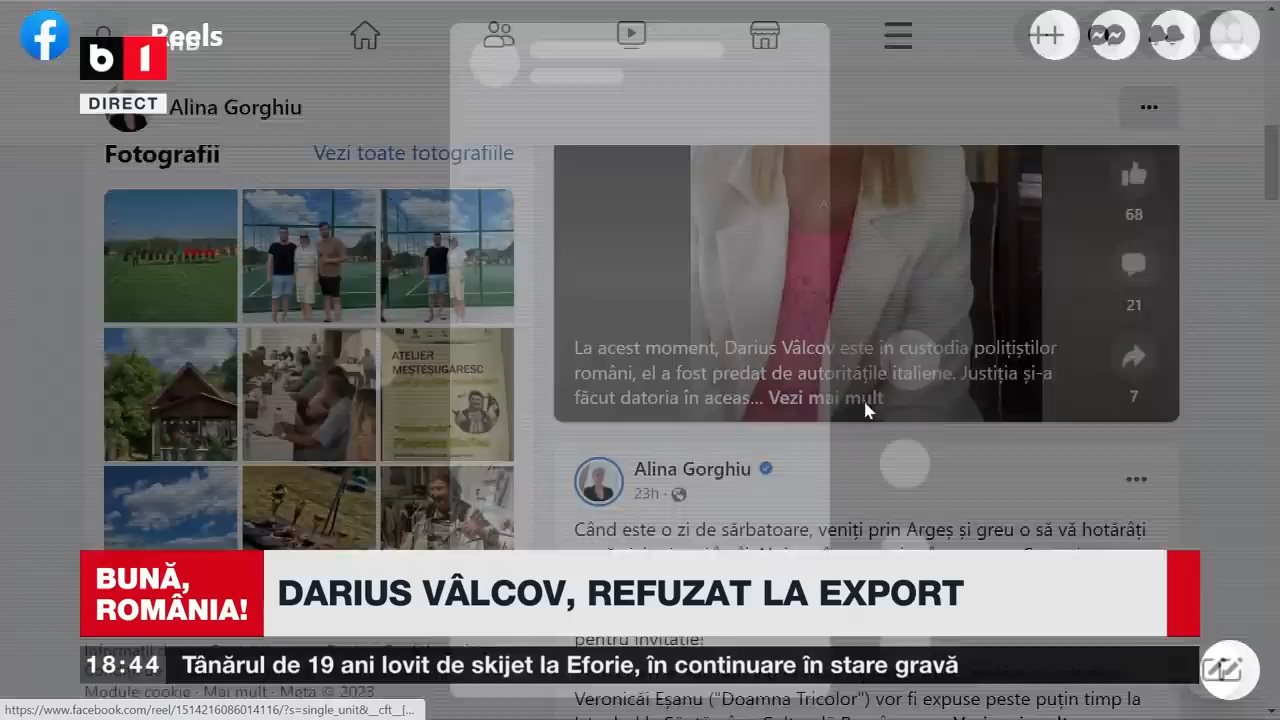 Reels
b1
DIRECT
Alina Gorghiu
Fotografii
Vezi toate fotografiile
ATELIER
MEȘTEȘUGARESC
68
21
7
La acest moment, Darius Vâlcov este în custodia polițiștilor
români, el a fost predat de autoritățile italiene. Justiția și-a
făcut datoria în aceas... Vezi mai mult
Alina Gorghiu
23h
Când este o zi de sărbatoare, veniți prin Argeș și greu o să vă hotărâți
BUNĂ,
ROMÂNIA!
DARIUS VÂLCOV, REFUZAT LA EXPORT
pentru invitație!
18:44 Tânărul de 19 ani lovit de skijet la Eforie, în continuare în stare gravă
Module cookie · Mai mult · Meta © 2023
Veronicăi Eșanu ("Doamna Tricolor") vor fi expuse peste puțin timp la
https://www.facebook.com/reel/1514216086014116/?s=single_unit&__cft__[...